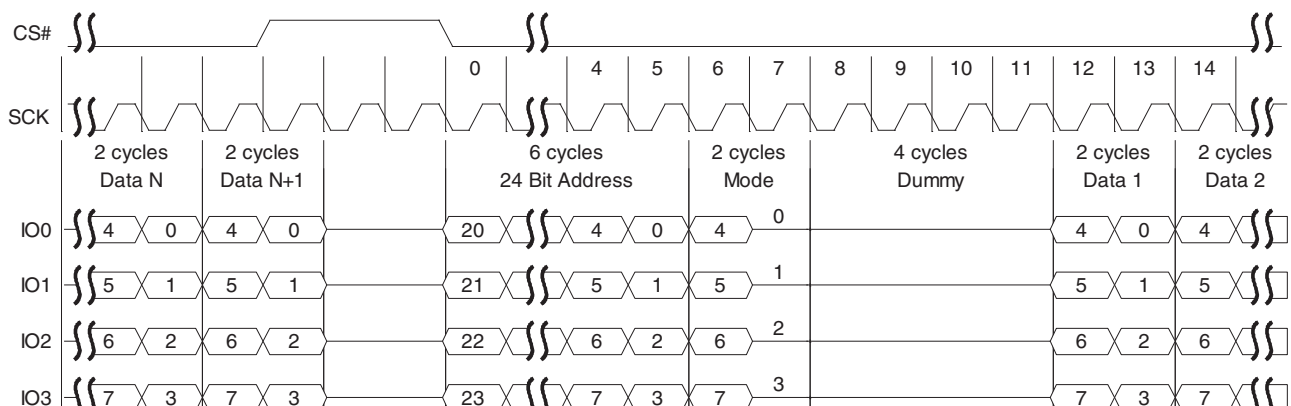 CS#
0 4 5 6 7 8 9 10 11 12 13 14
SCK
2 cycles 2 cycles 6 cycles 2 cycles 4 cycles 2 cycles 2 cycles
Data N Data N+1 24 Bit Address Mode Dummy Data 1 Data 2
IO0 4 0 4 0 20 4 0 4 0 4 0 4
IO1 5 1 5 1 21 5 1 5 1 5 1 5
IO2 6 2 6 2 22 6 2 6 2 6 2 6
IO3 7 3 7 3 23 7 3 7 3 7 3 7